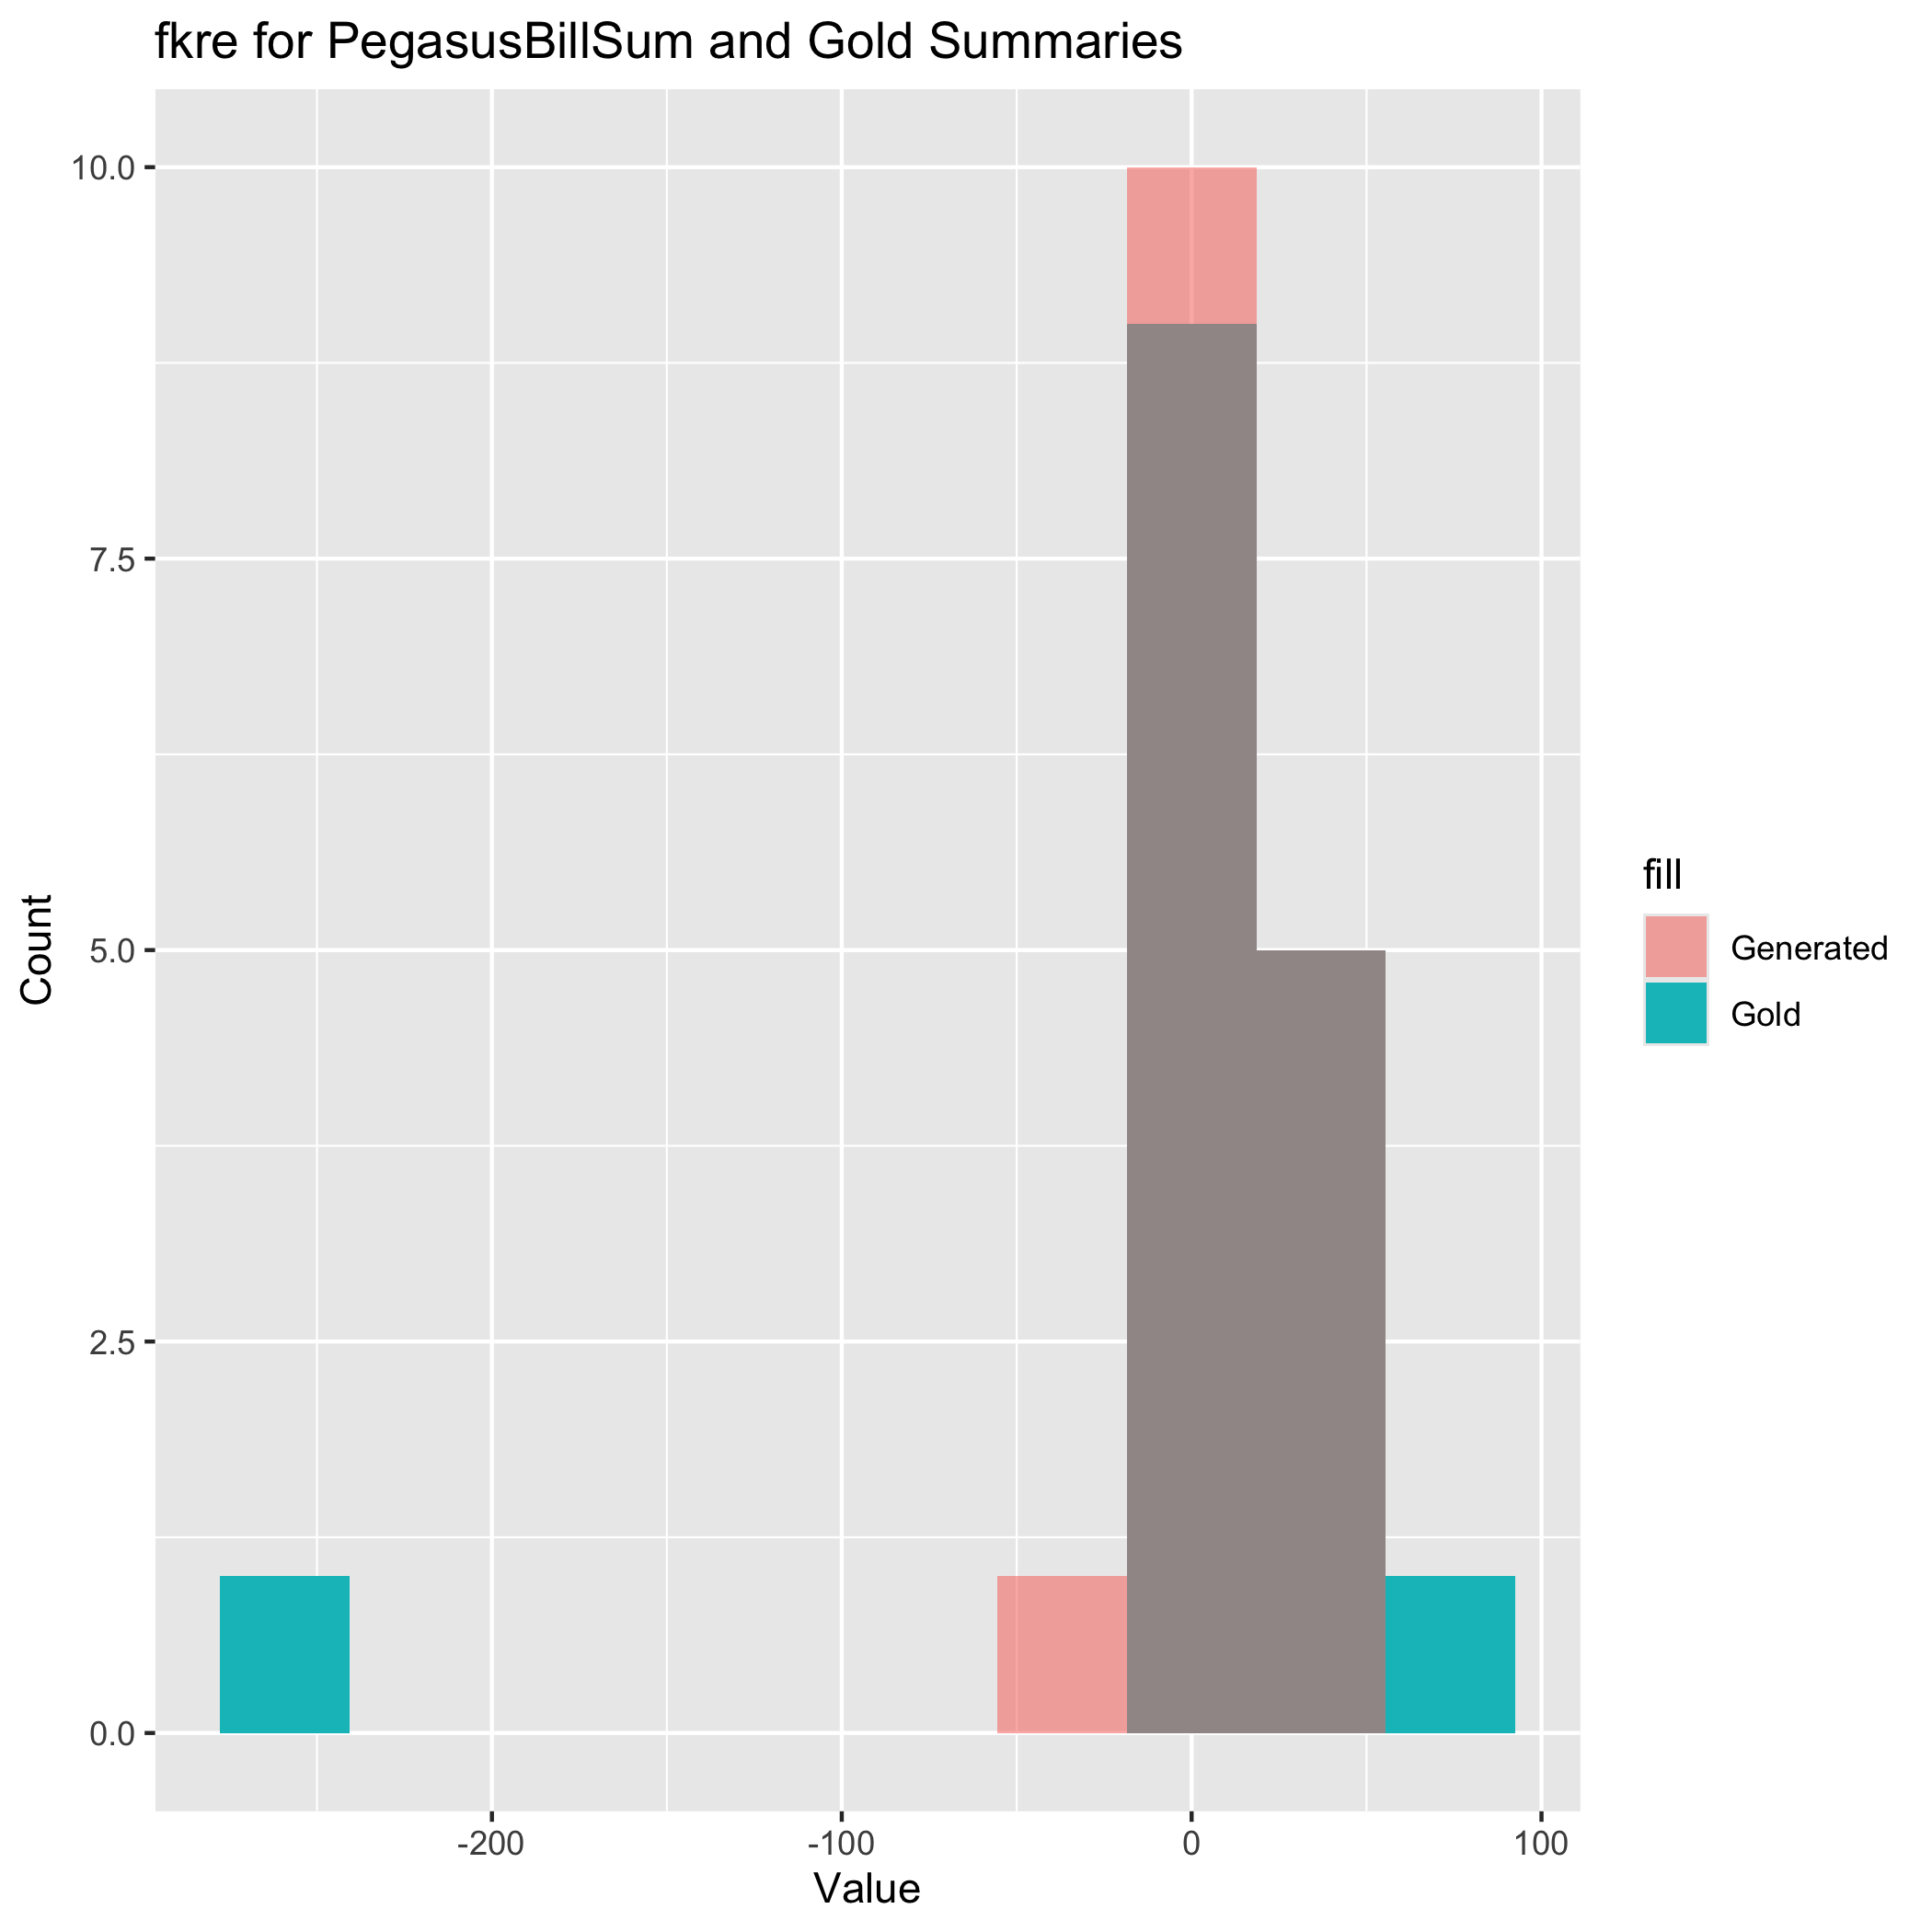 fkre for PegasusBillSum and Gold Summaries
10.0
7.5
5.0
2.5
0.0
Count
-200
-100
0
100
Value
fill
Generated
Gold